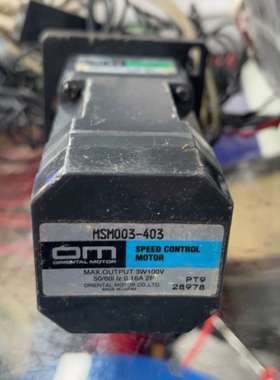 MSM003-403
om
ORIENTAL MOTOR
SPEED CONTROL
MOTOR
MAX.OUTPUT 3W100V
50/60Hz 0.16A 2P
ORIENTAL MOTOR CO.,LTD.
MADE IN JAPAN
PT9
28978